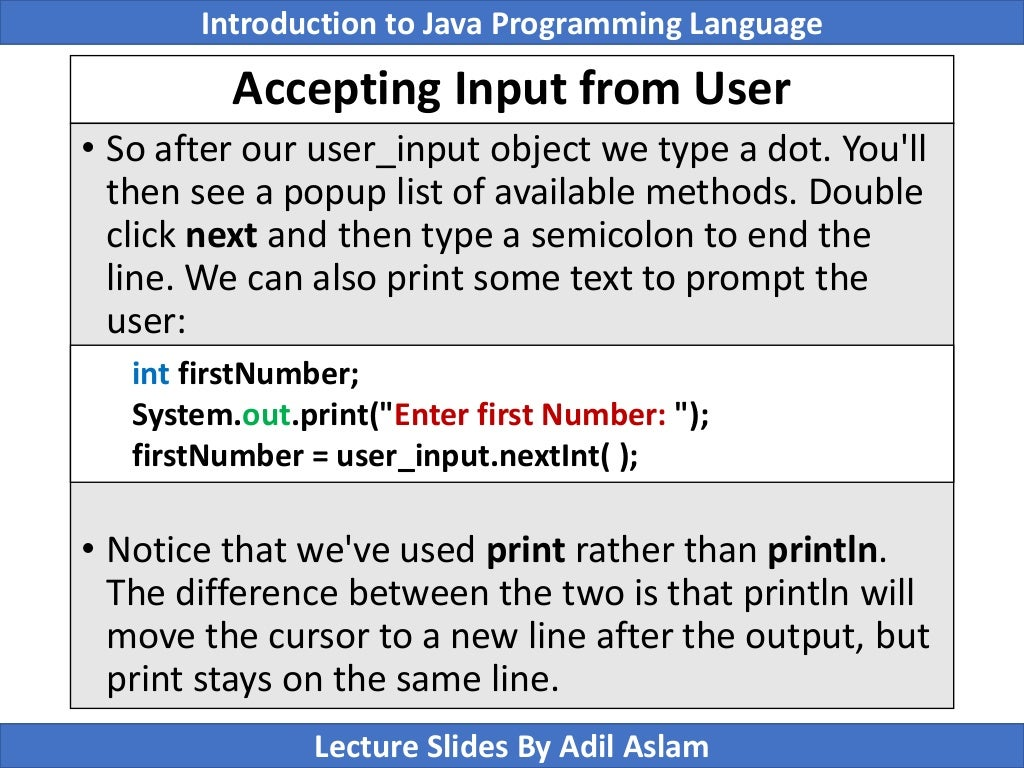 Introduction to Java Programming Language
Accepting Input from User
• So after our user_input object we type a dot. You'll
then see a popup list of available methods. Double
click next and then type a semicolon to end the
line. We can also print some text to prompt the
user:
int firstNumber;
System.out.print("Enter first Number: ");
firstNumber = user_input.nextInt( );
• Notice that we've used print rather than println.
The difference between the two is that println will
move the cursor to a new line after the output, but
print stays on the same line.
Lecture Slides By Adil Aslam